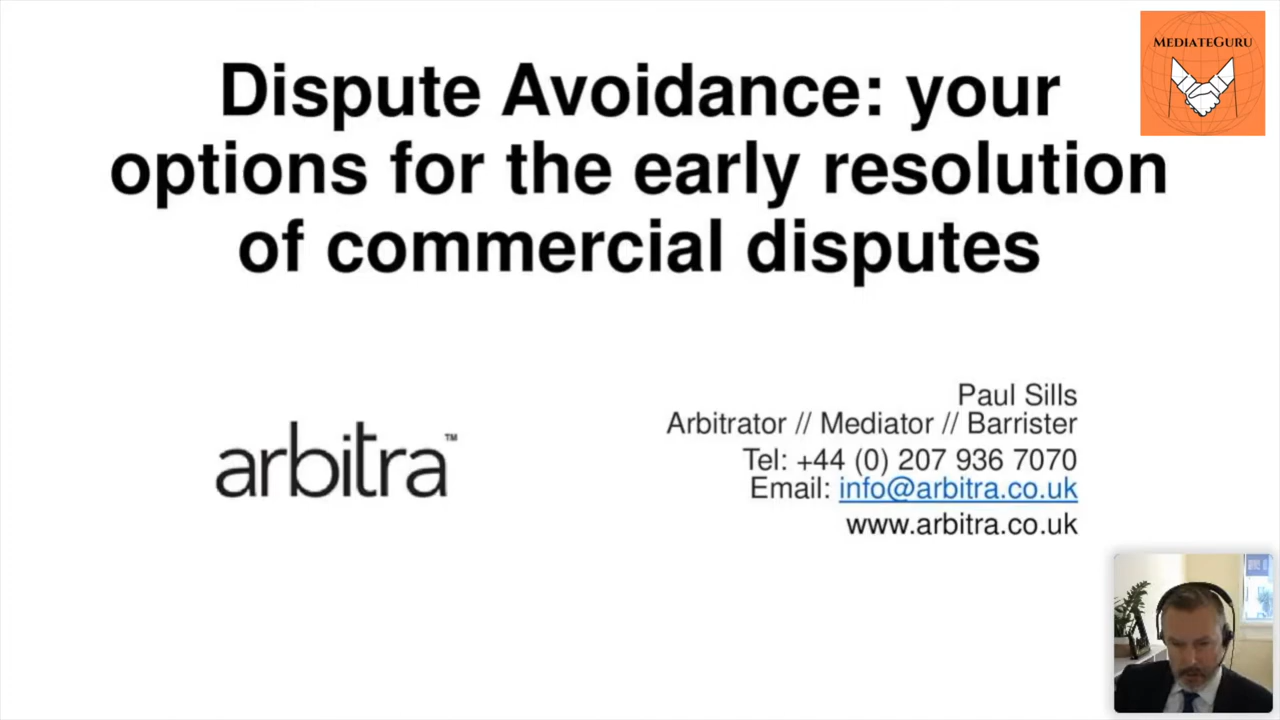 MEDIATEGURU
Dispute Avoidance: your
options for the early resolution
of commercial disputes
arbitra™
Paul Sills
Arbitrator // Mediator // Barrister
Tel: +44 (0) 207 936 7070
Email: info@arbitra.co.uk
www.arbitra.co.uk